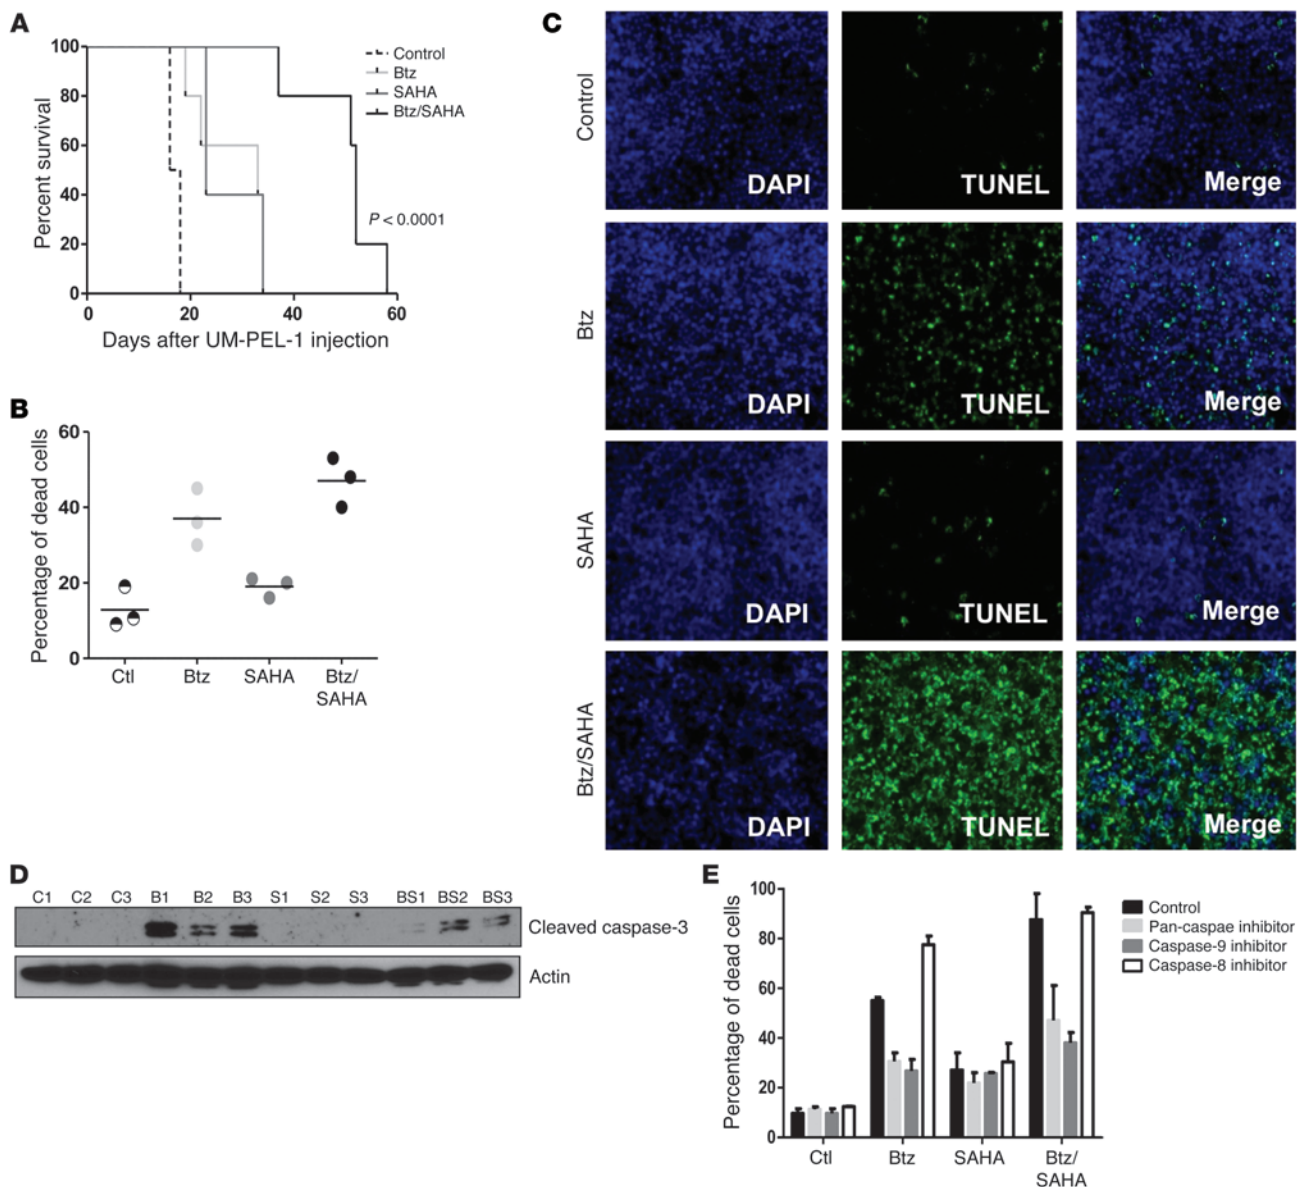 A
100
80
60
40
20
0
Percent survival
0
20
40
60
Days after UM-PEL-1 injection
Control
Btz
SAHA
Btz/SAHA
P < 0.0001
B
60
40
20
0
Percentage of dead cells
Ctl
Btz
SAHA
Btz/
SAHA
C
Control
DAPI
TUNEL
Merge
Btz
DAPI
TUNEL
Merge
SAHA
DAPI
TUNEL
Merge
Btz/SAHA
DAPI
TUNEL
Merge
D
C1 C2 C3 B1 B2 B3 S1 S2 S3 BS1 BS2 BS3
Cleaved caspase-3
Actin
E
100
80
60
40
20
0
Percentage of dead cells
Ctl
Btz
SAHA
Btz/
SAHA
Control
Pan-caspae inhibitor
Caspase-9 inhibitor
Caspase-8 inhibitor